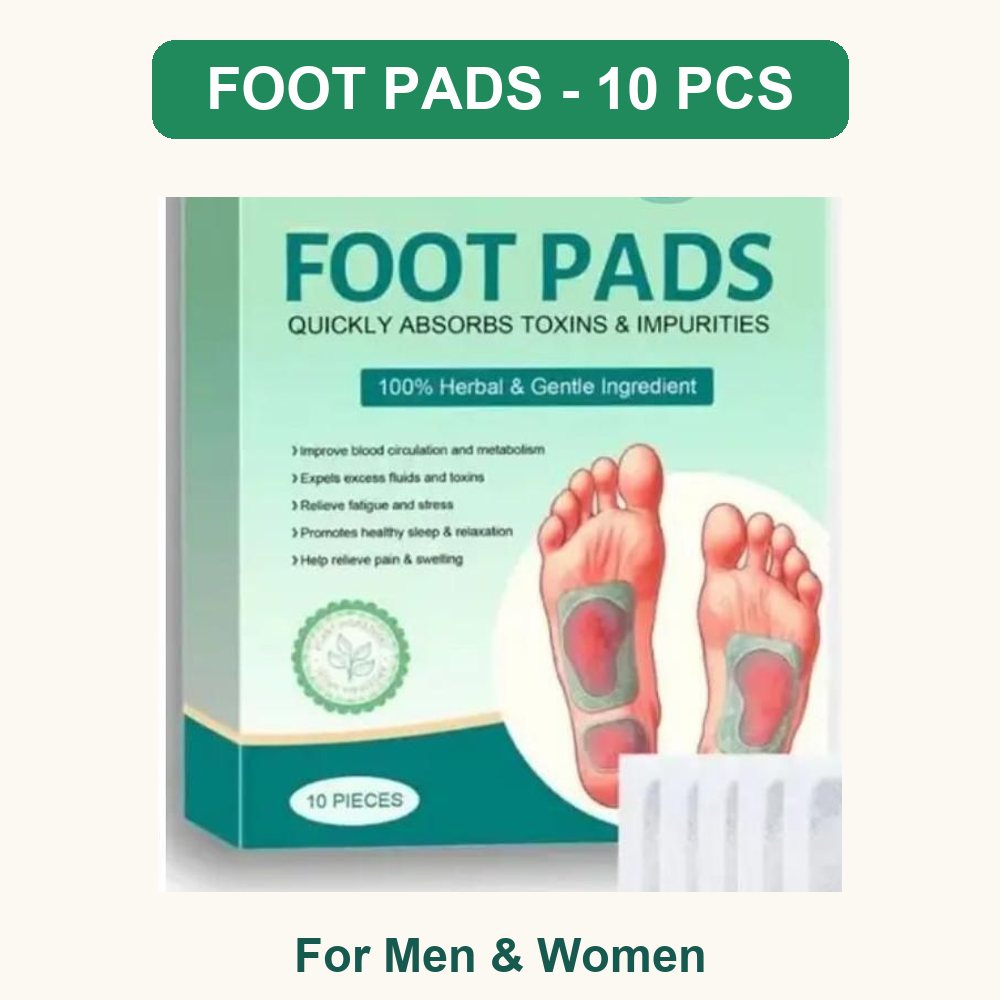 FOOT PADS - 10 PCS
FOOT PADS
QUICKLY ABSORBS TOXINS & IMPURITIES
100% Herbal & Gentle Ingredient
Improve blood circulation and metabolism
Expels excess fluids and toxins
Relieve fatigue and stress
Promotes healthy sleep & relaxation
Help relieve pain & swelling
10 PIECES
For Men & Women